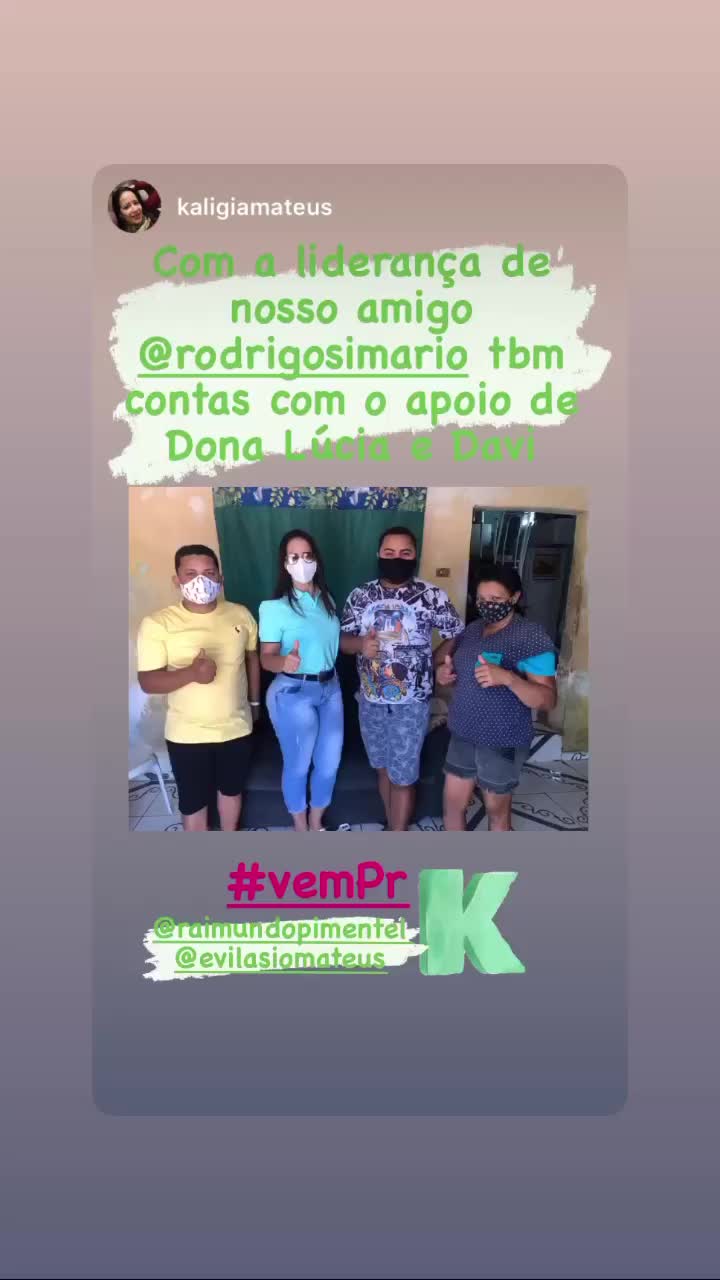 kaligiamateus
Com a liderança de
nosso amigo
@rodrigosimario tbm
contas com o apoio de
Dona Lúcia e Davi
#vemPr K
@raimundopimentel
@evilasiomateus